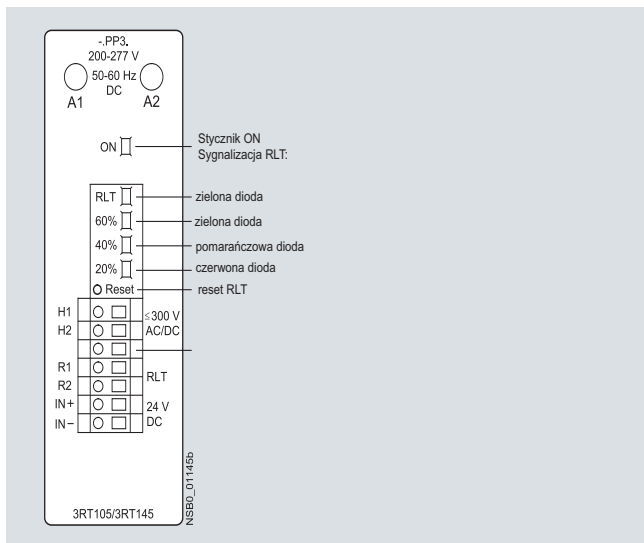 -.PP3.
200-277 V
50-60 Hz
DC
A1 A2
ON Stycznik ON
Sygnalizacja RLT:
RLT zielona dioda
60% zielona dioda
40% pomarańczowa dioda
20% czerwona dioda
Reset reset RLT
H1 ≤300 V
H2 AC/DC
R1 RLT
R2
IN+ 24 V
IN− DC
NSB0_01145b
3RT105/3RT145